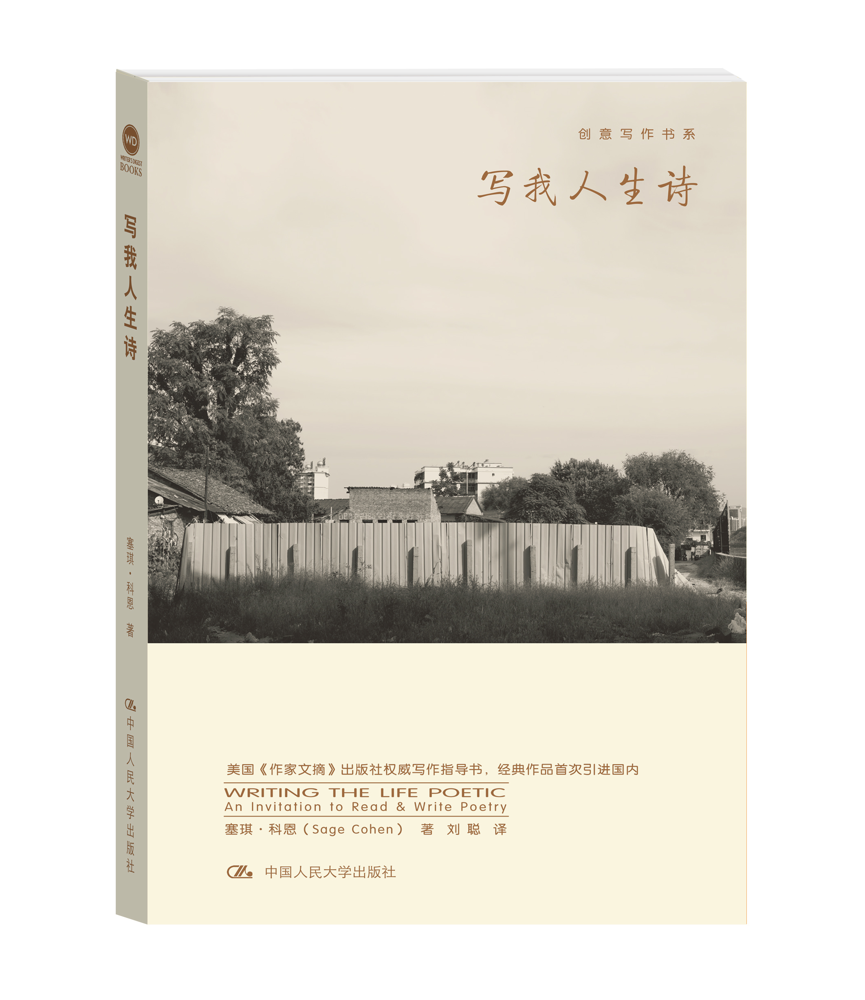 创意写作书系
写我人生诗
美国《作家文摘》出版社权威写作指导书，经典作品首次引进国内
WRITING THE LIFE POETIC
An Invitation to Read & Write Poetry
塞琪·科恩（Sage Cohen） 著 刘聪 译
中国人民大学出版社
WD
WRITER'S DIGEST
BOOKS
写我人生诗
塞琪·科恩 著
中国人民大学出版社